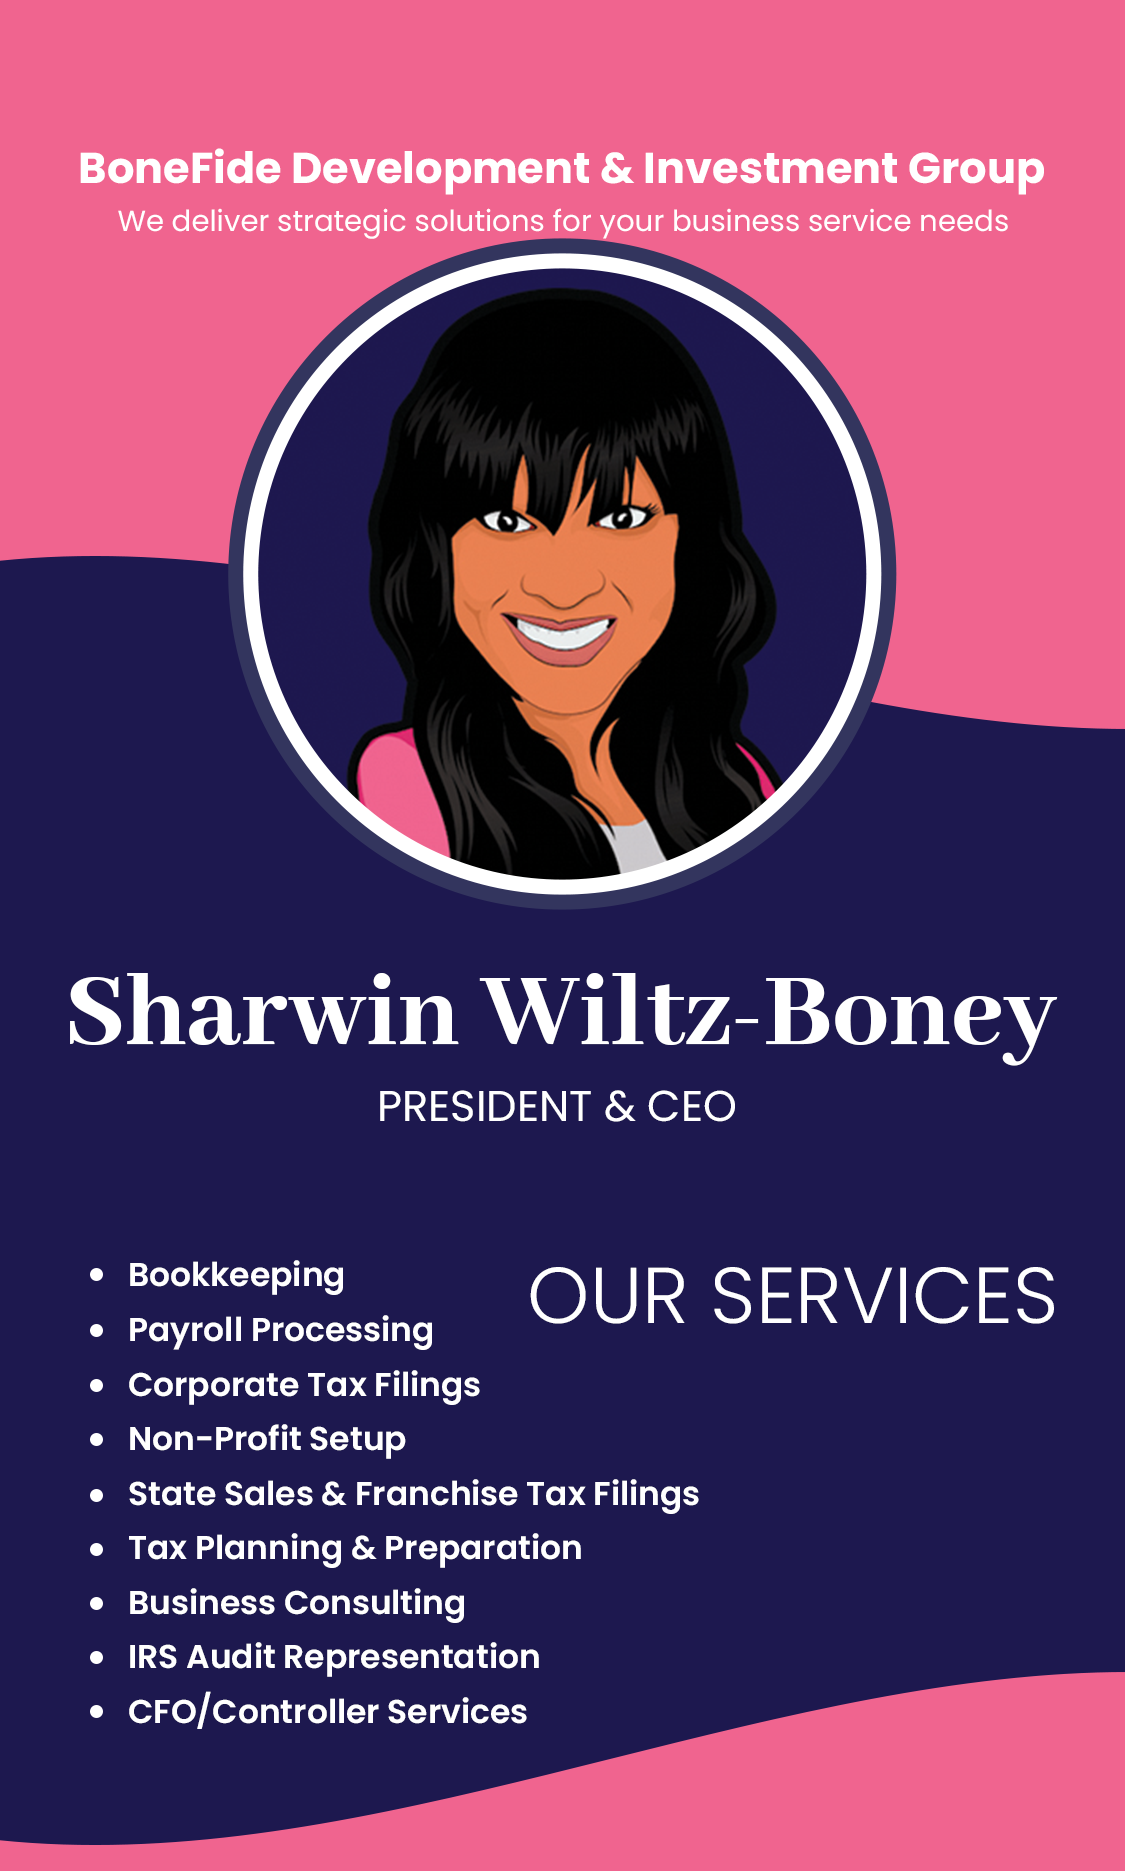 BoneFide Development & Investment Group
We deliver strategic solutions for your business service needs
Sharwin Wiltz-Boney
PRESIDENT & CEO
OUR SERVICES
• Bookkeeping
• Payroll Processing
• Corporate Tax Filings
• Non-Profit Setup
• State Sales & Franchise Tax Filings
• Tax Planning & Preparation
• Business Consulting
• IRS Audit Representation
• CFO/Controller Services